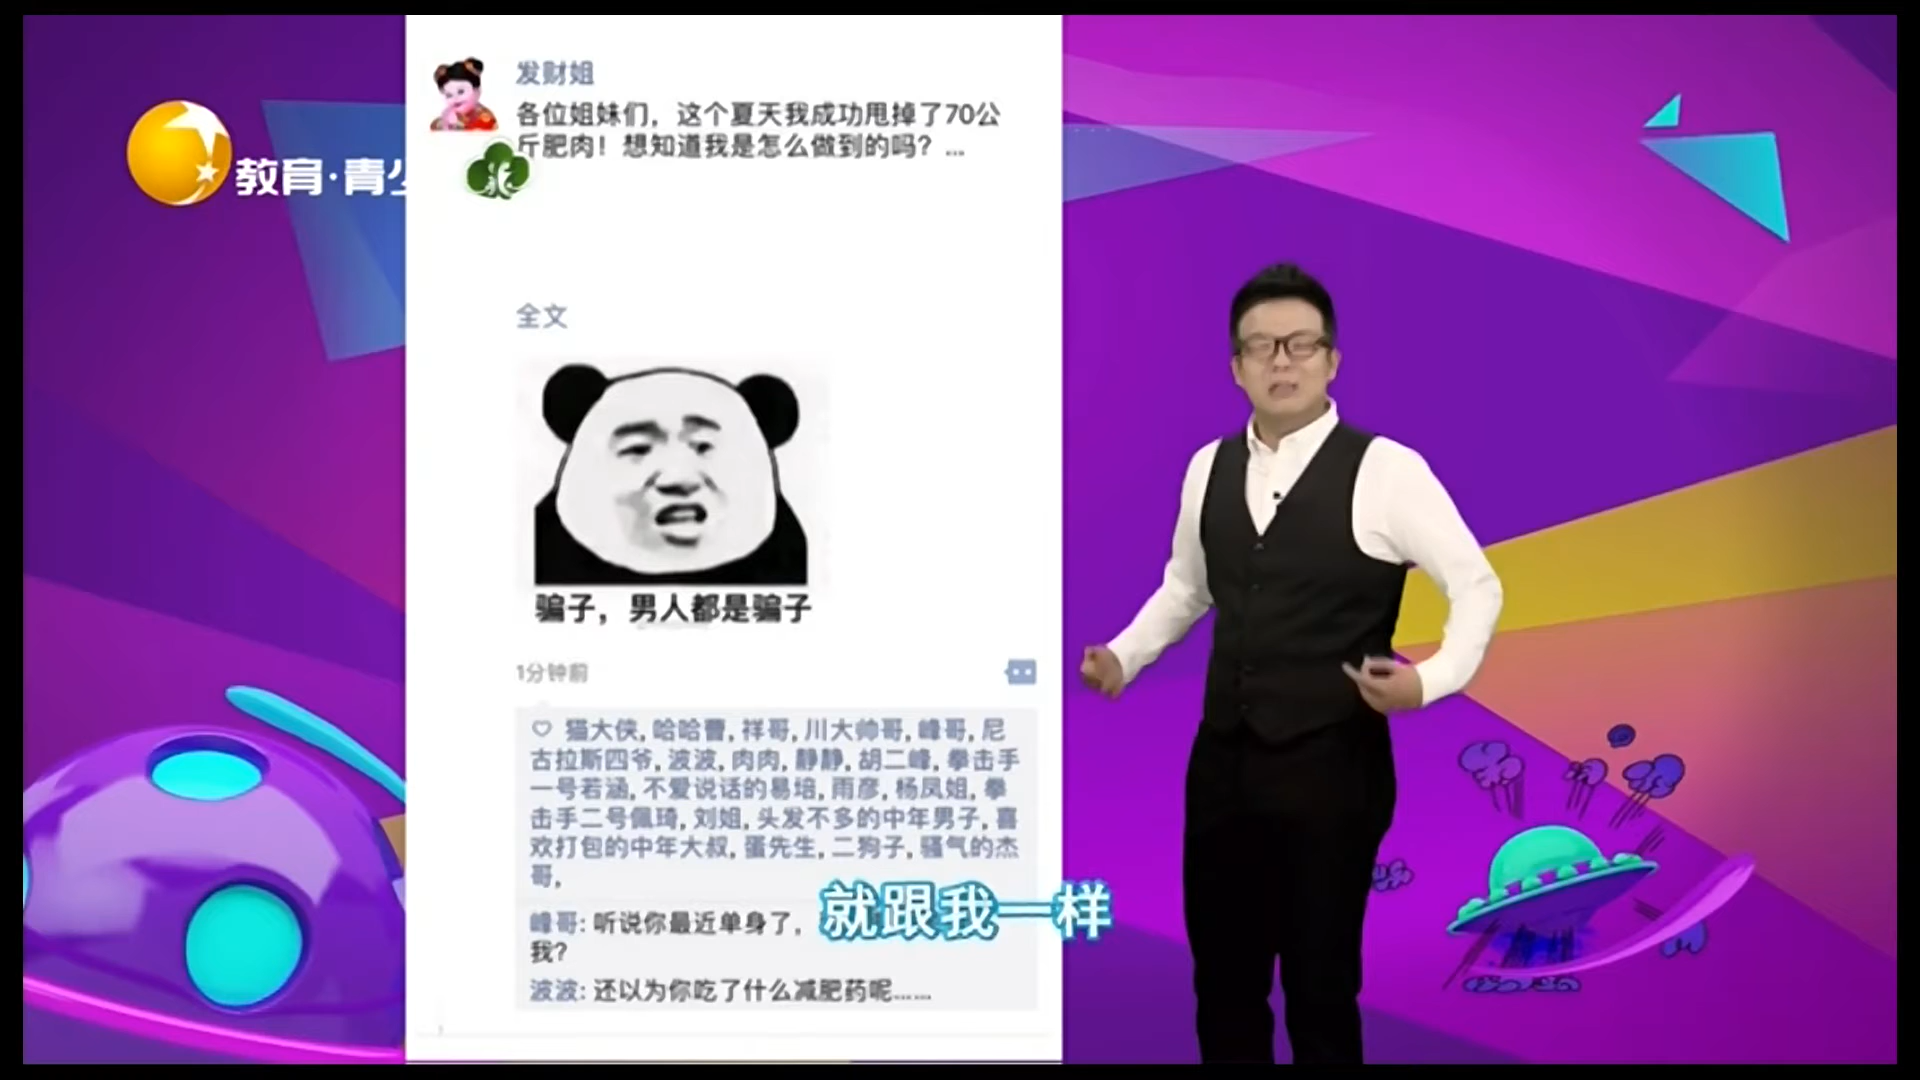 发财姐
各位姐妹们，这个夏天我成功甩掉了70公
斤肥肉！想知道我是怎么做到的吗？...
教育·青少
全文
骗子，男人都是骗子
1分钟前
猫大侠, 哈哈曹, 祥哥, 川大帅哥, 峰哥, 尼
古拉斯四爷, 波波, 肉肉, 静静, 胡二峰, 拳击手
一号若涵, 不爱说话的易培, 雨彦, 杨凤姐, 拳
击手二号佩琦, 刘姐, 头发不多的中年男子, 喜
欢打包的中年大叔, 蛋先生, 二狗子, 骚气的杰
哥,
峰哥: 听说你最近单身了，
我？
波波: 还以为你吃了什么减肥药呢......
就跟我一样